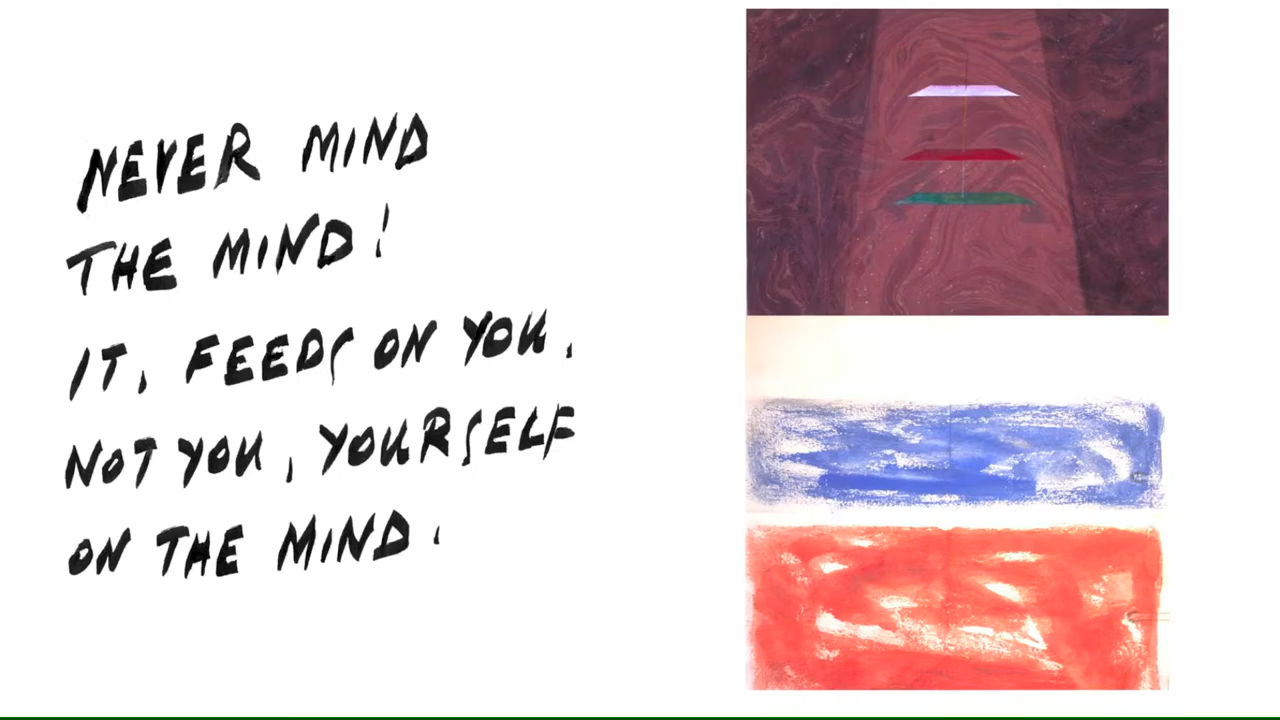 NEVER MIND
THE MIND!
IT, FEEDS ON YOU.
NOT YOU, YOURSELF
ON THE MIND.